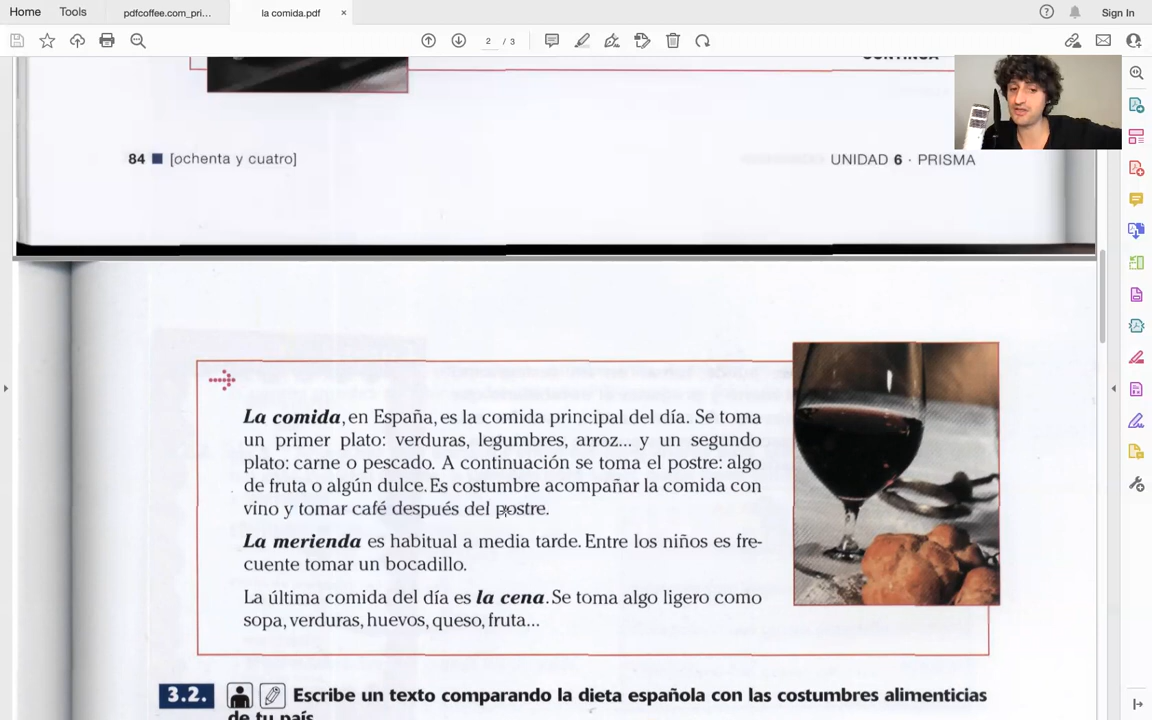 Home Tools pdfcoffee.com_pri... la comida.pdf × Sign In
2 / 3
84 [ochenta y cuatro] UNIDAD 6 · PRISMA
La comida, en España, es la comida principal del día. Se toma
un primer plato: verduras, legumbres, arroz... y un segundo
plato: carne o pescado. A continuación se toma el postre: algo
de fruta o algún dulce. Es costumbre acompañar la comida con
vino y tomar café después del postre.
La merienda es habitual a media tarde. Entre los niños es fre-
cuente tomar un bocadillo.
La última comida del día es la cena. Se toma algo ligero como
sopa, verduras, huevos, queso, fruta...
3.2. Escribe un texto comparando la dieta española con las costumbres alimenticias
de tu país